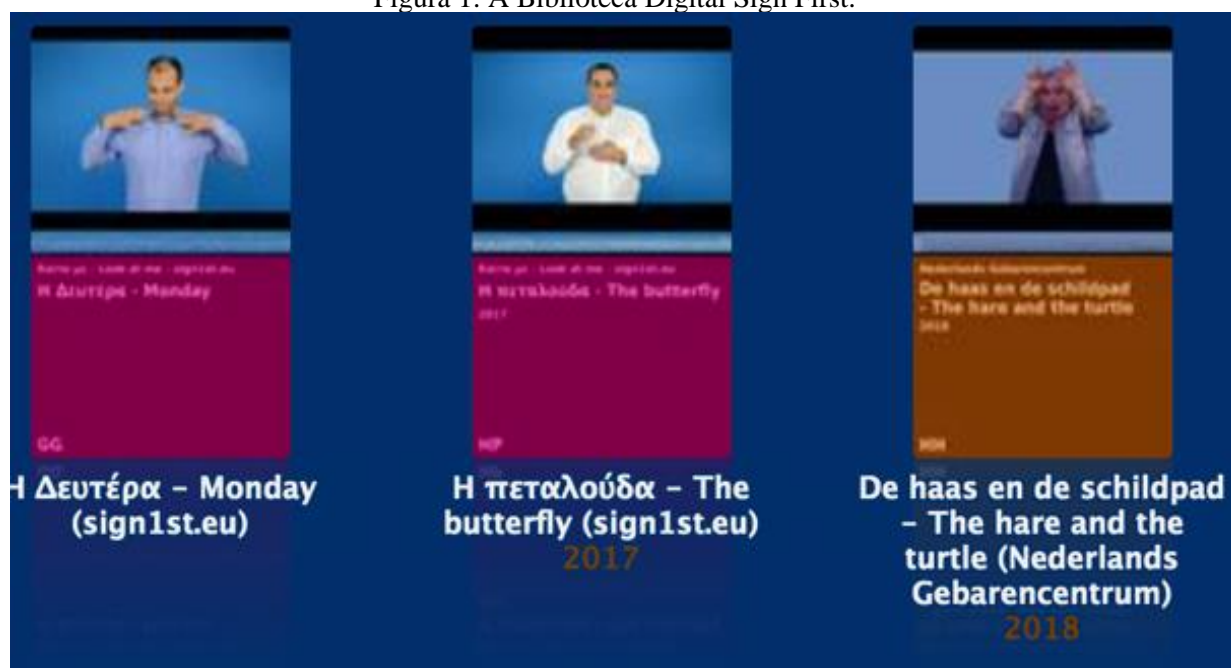 Figura 1: A Biblioteca Digital Sign First.
Η Δευτέρα - Monday
GG
Η πεταλούδα - The butterfly
2017
HP
Nederlands Gebarencentrum
De haas en de schildpad
- The hare and the turtle
2018
HH
Η Δευτέρα – Monday
(sign1st.eu)
Η πεταλούδα – The
butterfly (sign1st.eu)
2017
De haas en de schildpad
– The hare and the
turtle (Nederlands
Gebarencentrum)
2018